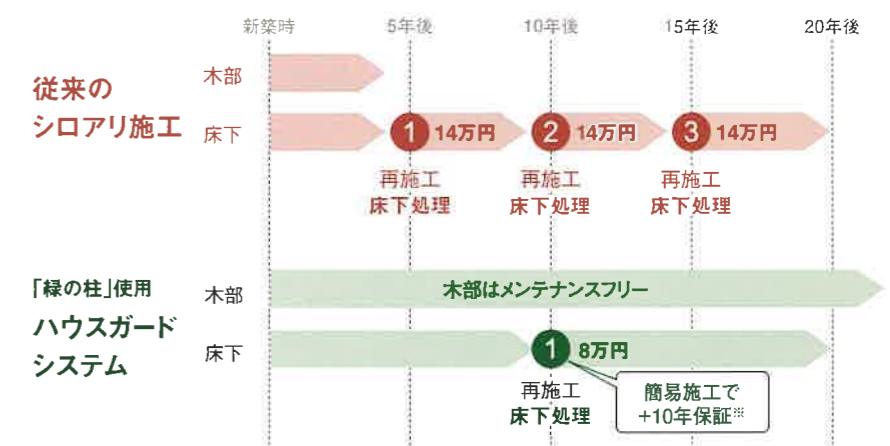 新築時 5年後 10年後 15年後 20年後
従来の
シロアリ施工
木部
床下
1 14万円 2 14万円 3 14万円
再施工 再施工 再施工
床下処理 床下処理 床下処理
「緑の柱」使用
ハウスガード
システム
木部
木部はメンテナンスフリー
床下
1 8万円
再施工
床下処理
簡易施工で
+10年保証※